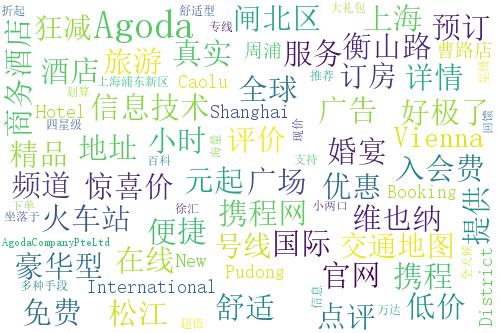 折起
狂减
Agoda
舒适型
专线
闸北区
大礼包
上海
预订
商务酒店
酒店
旅游
真实
周浦
服务
衡山路
曹路店
划算
上海浦东新区
Caolu
全球
订房
推荐
详情
星级
Hotel
信息技术
Shanghai
广告
好极了
四星级
海量
现价
回馈
精品
地址
小时
评价
婚宴
Vienna
百科
支持
入会费
频道
惊喜价
元起
广场
优惠
Booking
提供
下单
坐落于
徐汇
小两口
火车站
携程网
维也纳
AgodaCompanyPteLtd
便捷
号线
国际
交通地图
豪华型
在线
New
Pudong
官网
携程
全天候
多种手段
International
信息
District
免费
松江
超值
舒适
点评
万达
低价